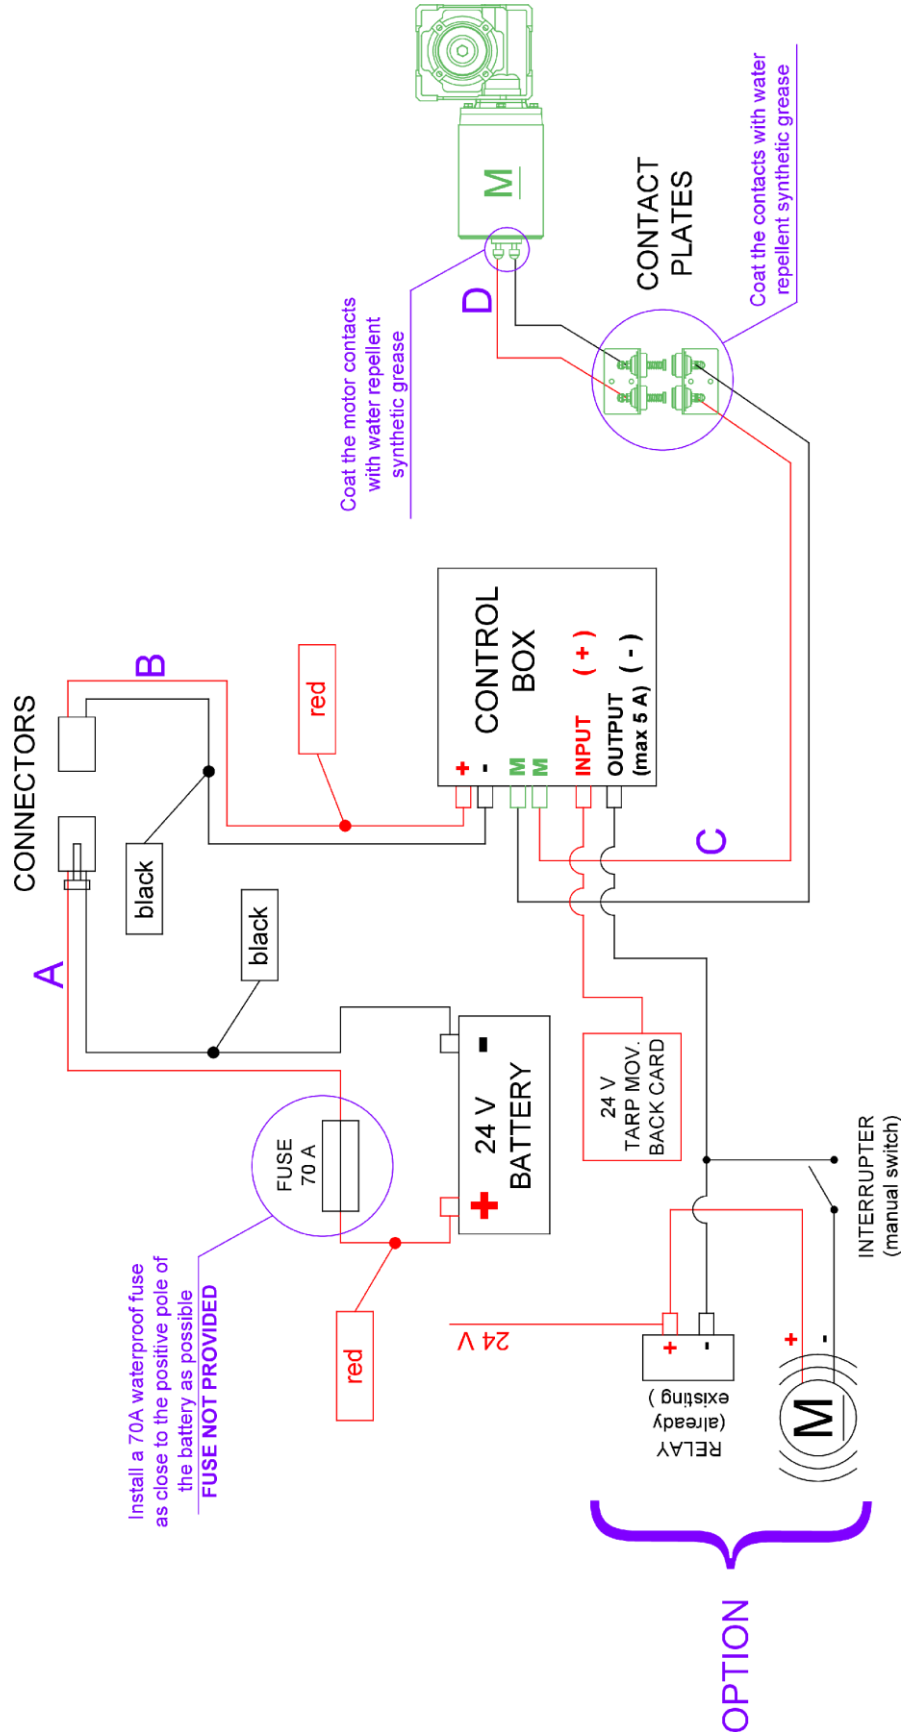 OPTION
Install a 70A waterproof fuse
as close to the positive pole of
the battery as possible
FUSE NOT PROVIDED
red
FUSE
70 A
+
-
24 V
BATTERY
A
black
black
CONNECTORS
B
red
+
-
M
M
CONTROL
BOX
INPUT
( + )
OUTPUT
( - )
(max 5 A)
24 V
TARP MOV.
BACK CARD
C
24 V
+
-
RELAY
(already
existing )
+
-
M
INTERRUPTER
(manual switch)
Coat the motor contacts
with water repellent
synthetic grease
D
M
CONTACT
PLATES
Coat the contacts with water
repellent synthetic grease